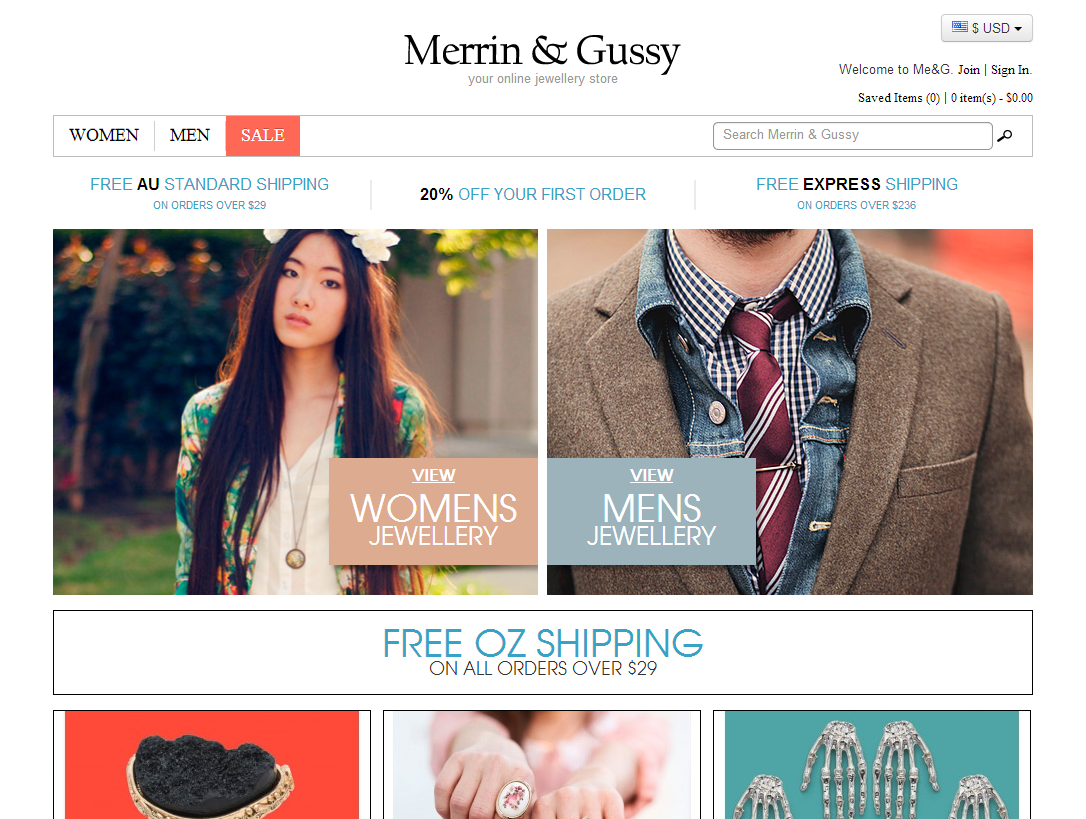 $ USD
Merrin & Gussy
your online jewellery store
Welcome to Me&G. Join | Sign In.
Saved Items (0) | 0 item(s) - $0.00
WOMEN
MEN
SALE
Search Merrin & Gussy
FREE AU STANDARD SHIPPING
ON ORDERS OVER $29
20% OFF YOUR FIRST ORDER
FREE EXPRESS SHIPPING
ON ORDERS OVER $236
VIEW
WOMENS
JEWELLERY
VIEW
MENS
JEWELLERY
FREE OZ SHIPPING
ON ALL ORDERS OVER $29